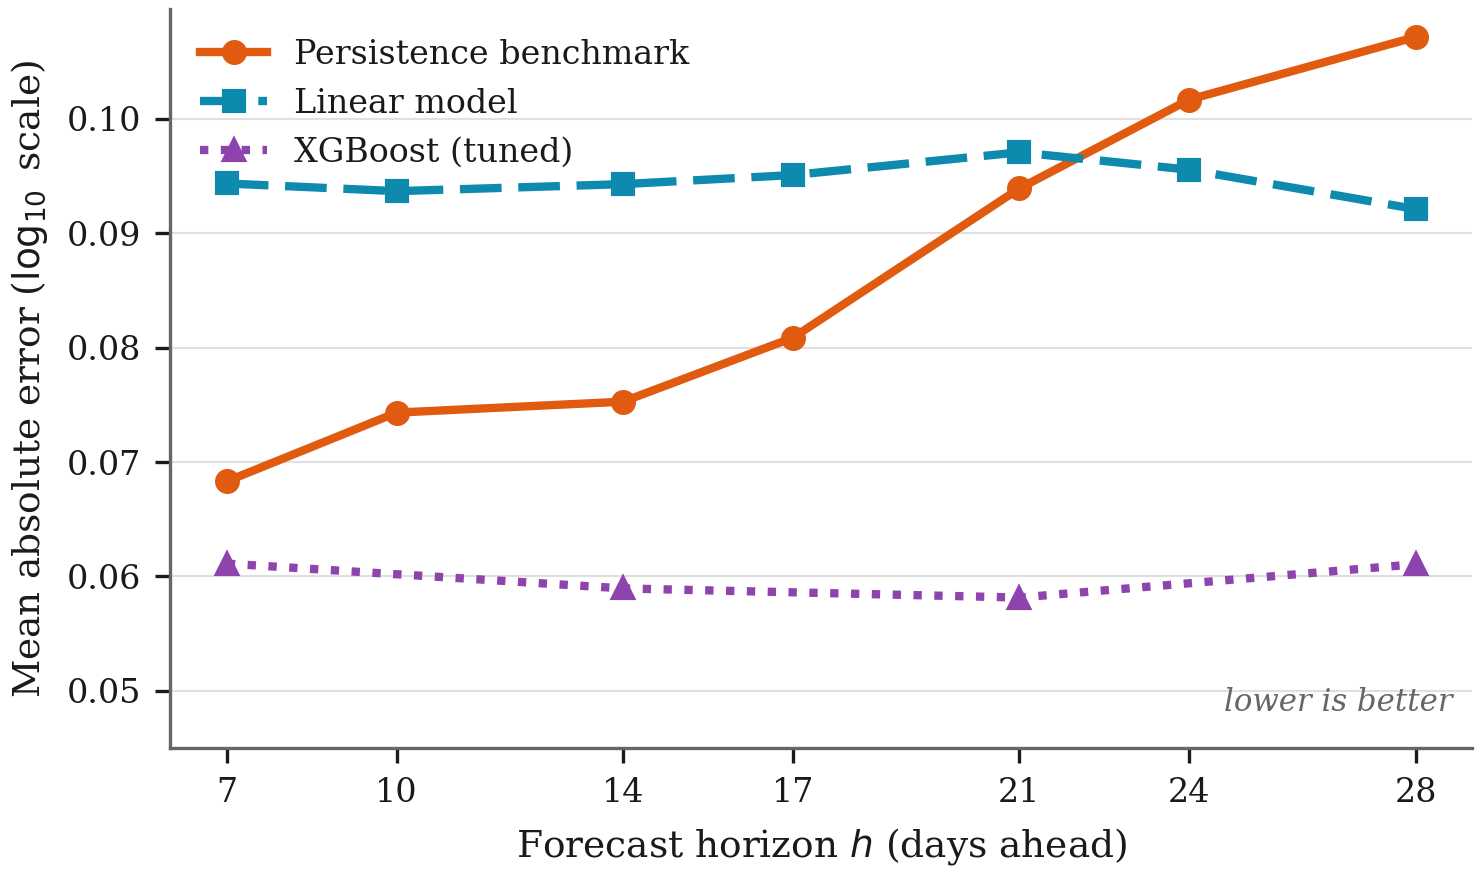 Persistence benchmark
Linear model
XGBoost (tuned)
Mean absolute error (log₁₀ scale)
0.10
0.09
0.08
0.07
0.06
0.05
lower is better
7 10 14 17 21 24 28
Forecast horizon h (days ahead)